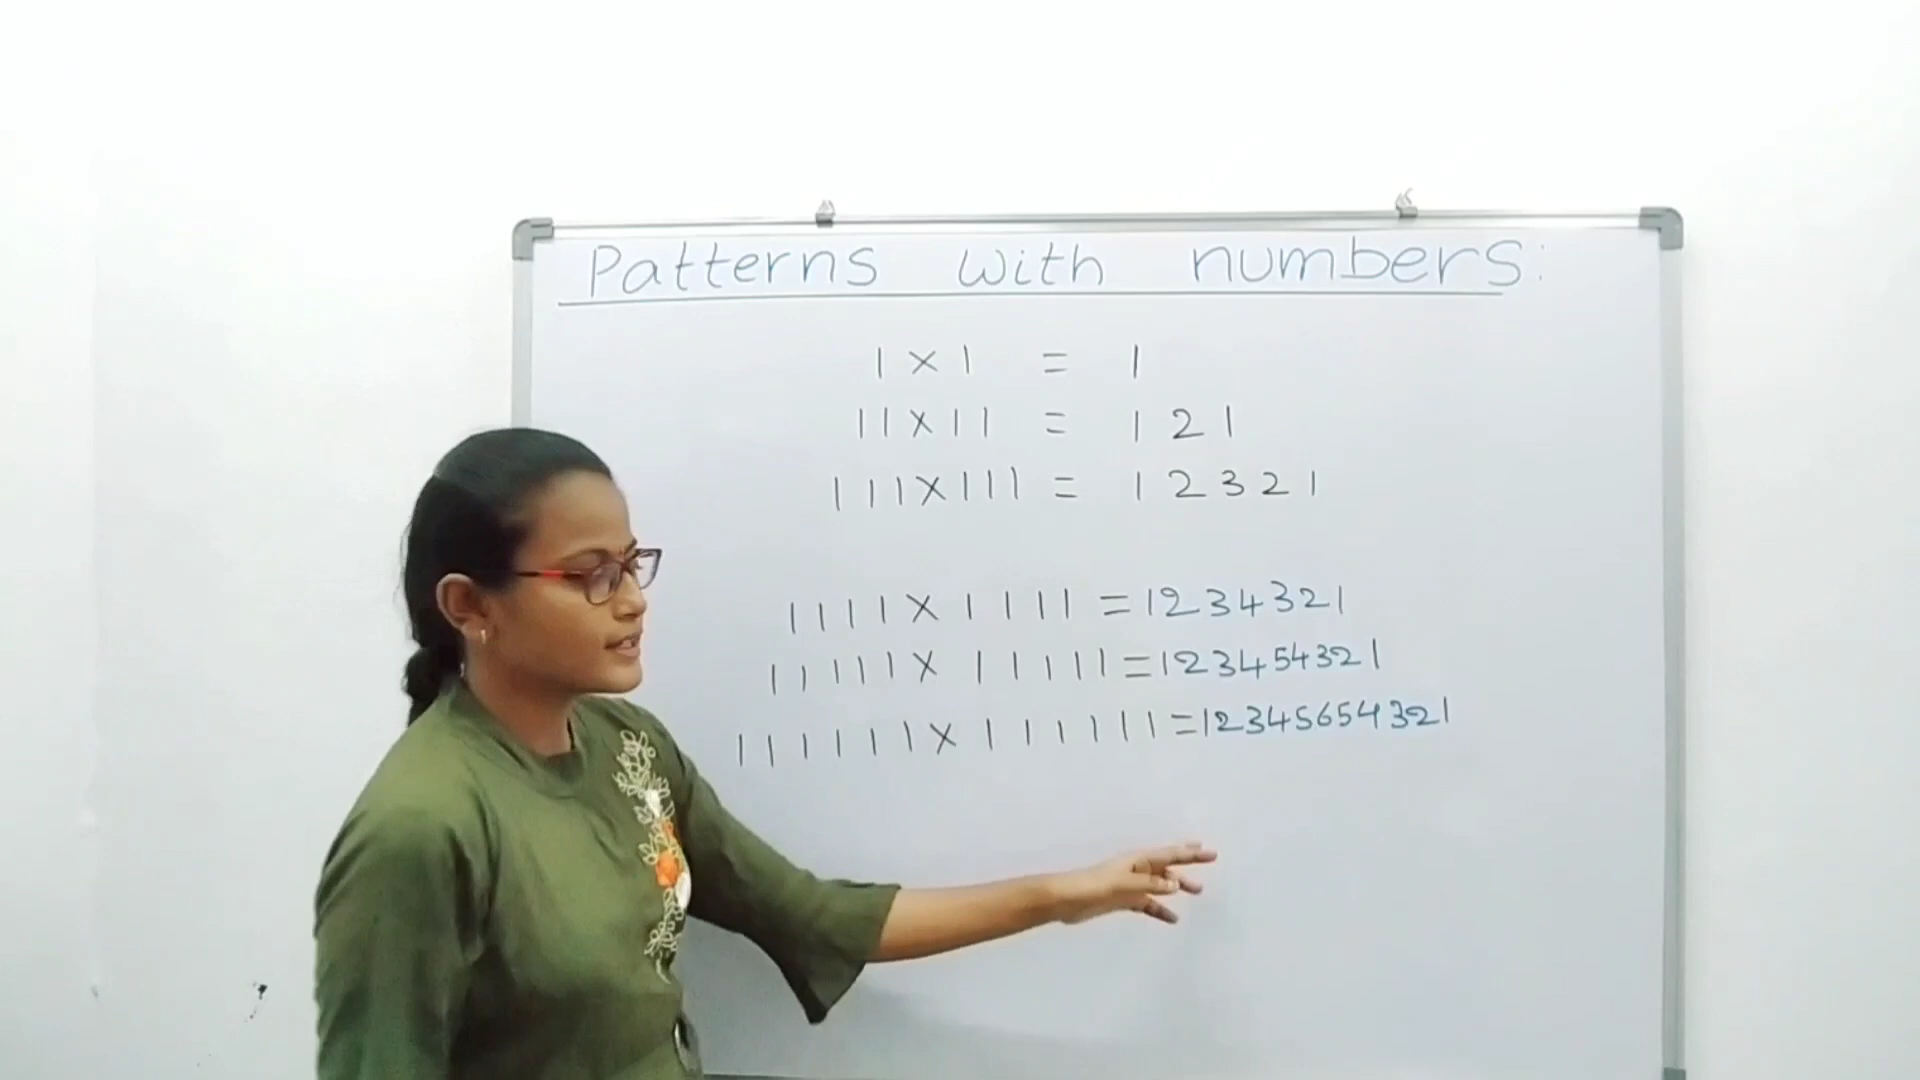 Patterns with numbers:
1 × 1 = 1
11 × 11 = 121
111 × 111 = 12321
1111 × 1111 = 1234321
11111 × 11111 = 123454321
111111 × 111111 = 12345654321